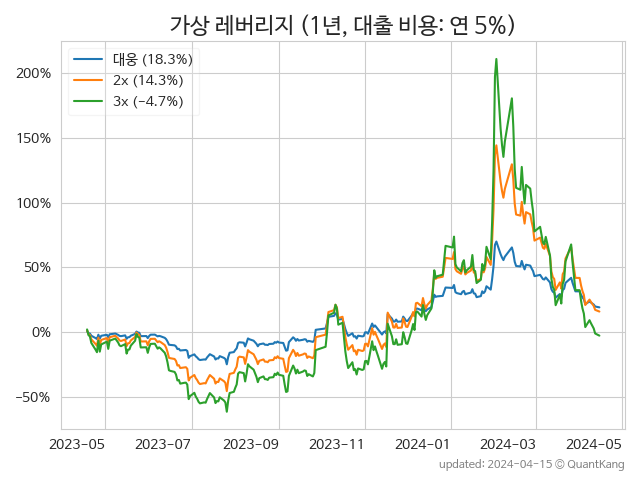 가상 레버리지 (1년, 대출 비용: 연 5%)
대웅 (18.3%)
2x (14.3%)
3x (−4.7%)
200%
150%
100%
50%
0%
−50%
2023-05 2023-07 2023-09 2023-11 2024-01 2024-03 2024-05
updated: 2024-04-15 © QuantKang